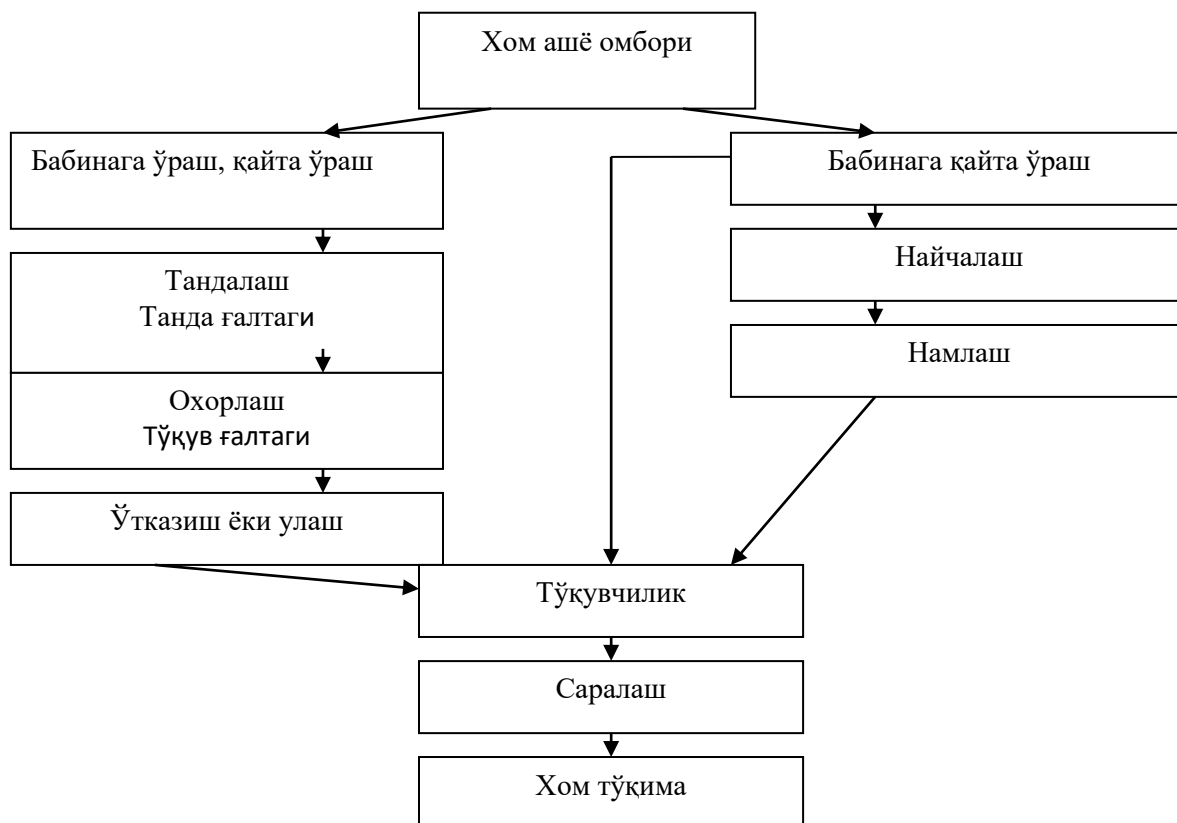 Хом ашё омбори
Бабинага ўраш, қайта ўраш
Бабинага қайта ўраш
Тандалаш
Танда ғалтаги
Найчалаш
Намлаш
Охорлаш
Тўқув ғалтаги
Ўтказиш ёки улаш
Тўқувчилик
Саралаш
Хом тўқима